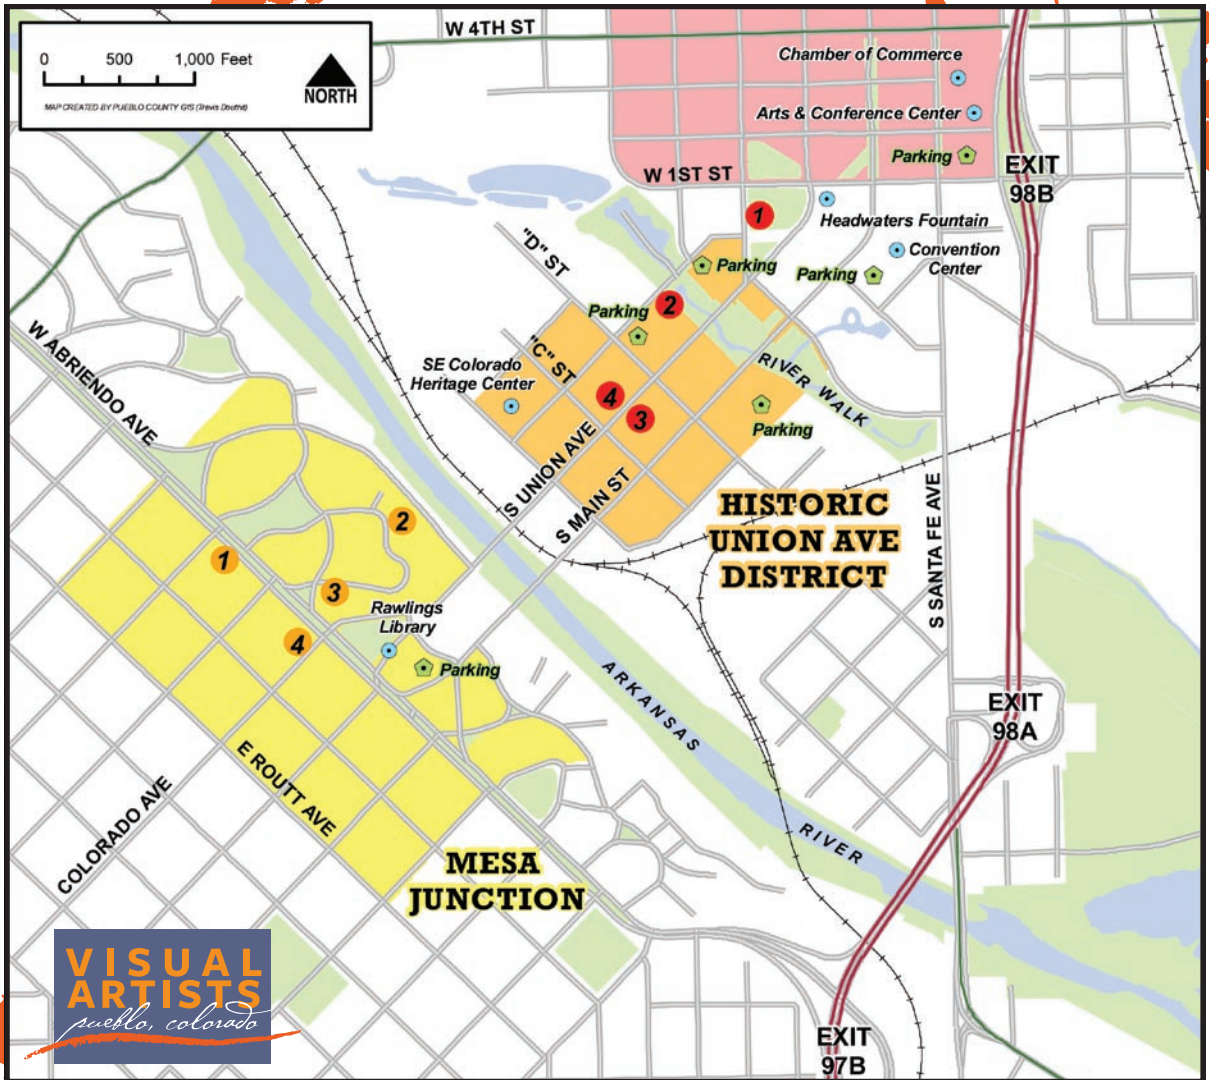 W 4TH ST
0 500 1,000 Feet
MAP CREATED BY PUEBLO COUNTY GIS (Travis Douthit)
NORTH
Chamber of Commerce
Arts & Conference Center
Parking
EXIT
98B
W 1ST ST
1
Headwaters Fountain
Convention
Center
"D" ST
Parking
Parking
Parking
2
"C" ST
SE Colorado
Heritage Center
RIVER WALK
4
3
Parking
W ABRIENDO AVE
S UNION AVE
S MAIN ST
HISTORIC
UNION AVE
DISTRICT
S SANTA FE AVE
2
1
3
Rawlings
Library
4
Parking
ARKANSAS
RIVER
EXIT
98A
E ROUTT AVE
COLORADO AVE
MESA
JUNCTION
VISUAL
ARTISTS
pueblo, colorado
EXIT
97B